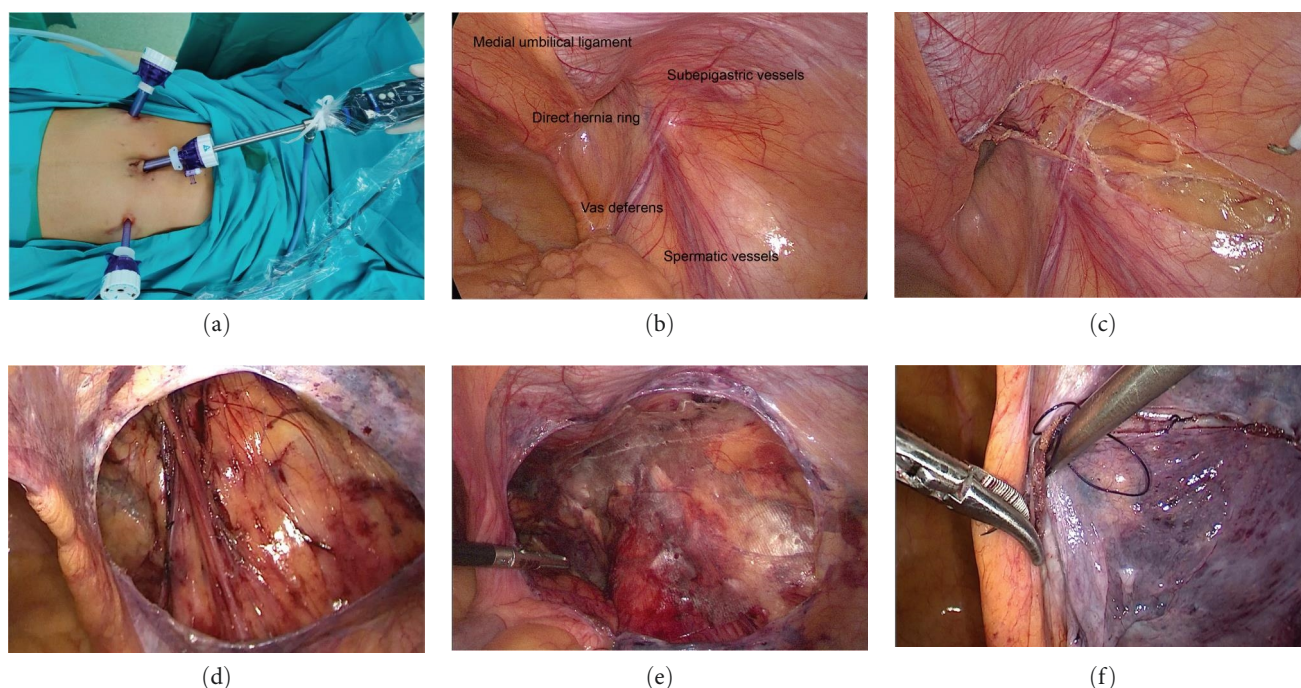 Medial umbilical ligament
Subepigastric vessels
Direct hernia ring
Vas deferens
Spermatic vessels
(a)
(b)
(c)
(d)
(e)
(f)